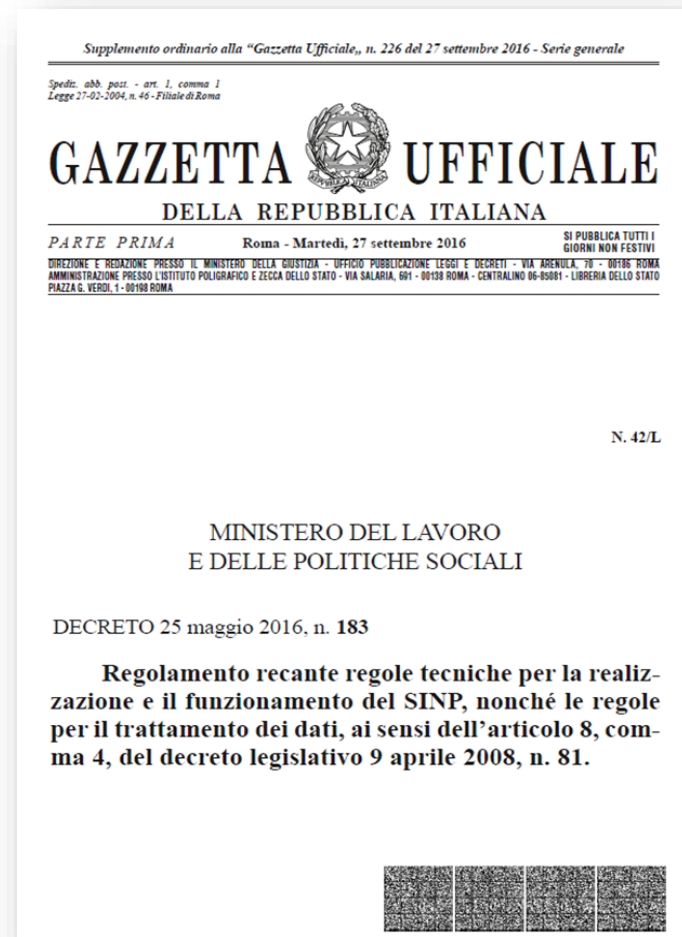 Supplemento ordinario alla “Gazzetta Ufficiale„ n. 226 del 27 settembre 2016 - Serie generale
Spediz. abb. post. - art. 1, comma 1
Legge 27-02-2004, n. 46 - Filiale di Roma
GAZZETTA UFFICIALE
DELLA REPUBBLICA ITALIANA
PARTE PRIMA
Roma - Martedì, 27 settembre 2016
SI PUBBLICA TUTTI I
GIORNI NON FESTIVI
DIREZIONE E REDAZIONE PRESSO IL MINISTERO DELLA GIUSTIZIA - UFFICIO PUBBLICAZIONE LEGGI E DECRETI - VIA ARENULA, 70 - 00186 ROMA
AMMINISTRAZIONE PRESSO L'ISTITUTO POLIGRAFICO E ZECCA DELLO STATO - VIA SALARIA, 691 - 00138 ROMA - CENTRALINO 06-85081 - LIBRERIA DELLO STATO
PIAZZA G. VERDI, 1 - 00198 ROMA
N. 42/L
MINISTERO DEL LAVORO
E DELLE POLITICHE SOCIALI
DECRETO 25 maggio 2016, n. 183
Regolamento recante regole tecniche per la realiz-
zazione e il funzionamento del SINP, nonché le regole
per il trattamento dei dati, ai sensi dell’articolo 8, com-
ma 4, del decreto legislativo 9 aprile 2008, n. 81.